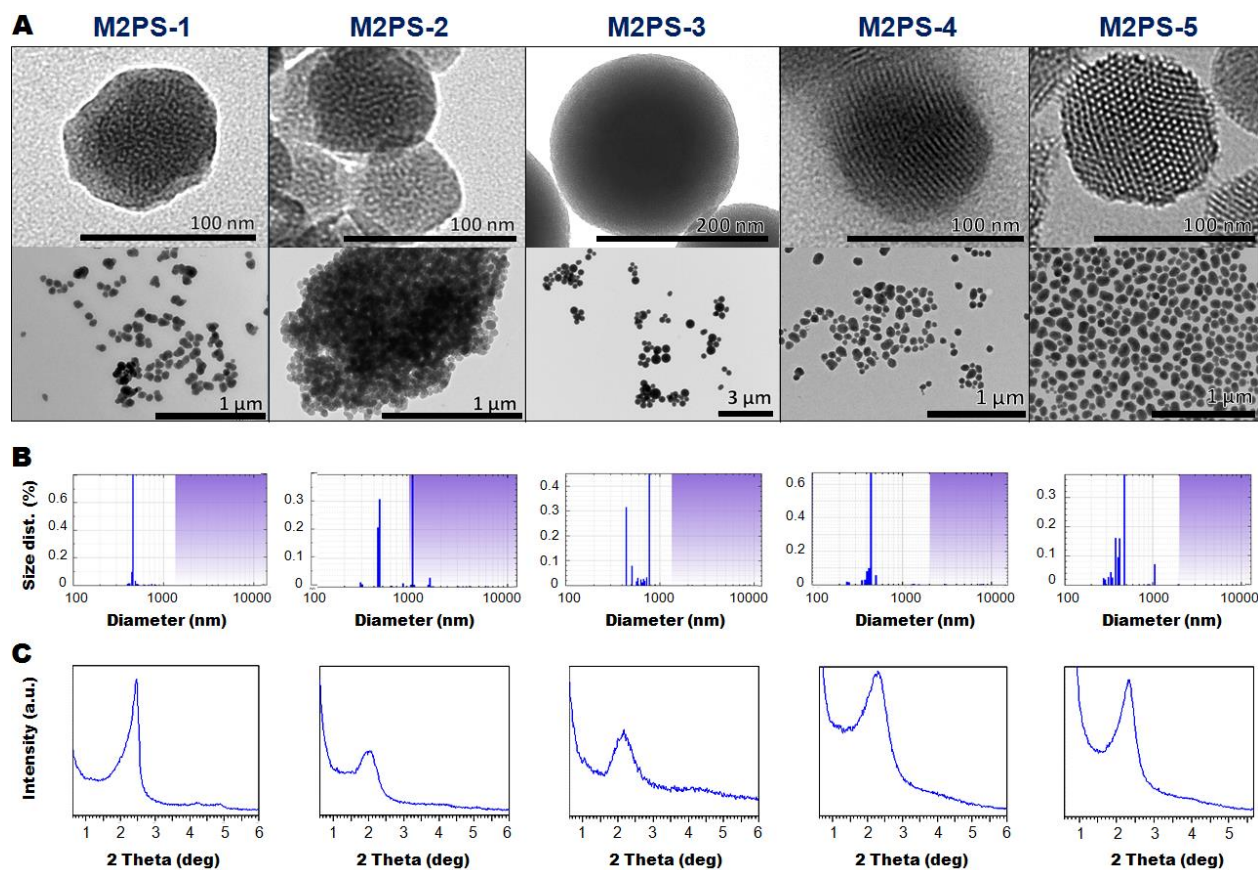 A
M2PS-1 M2PS-2 M2PS-3 M2PS-4 M2PS-5
100 nm 100 nm 200 nm 100 nm 100 nm
1 µm 1 µm 3 µm 1 µm 1 µm
B
Size dist. (%)
0.6
0.4
0.2
0
100 1000 10000
Diameter (nm)
0.3
0.2
0.1
0
100 1000 10000
Diameter (nm)
0.4
0.3
0.2
0.1
0
100 1000 10000
Diameter (nm)
0.6
0.4
0.2
0
100 1000 10000
Diameter (nm)
0.3
0.2
0.1
0
100 1000 10000
Diameter (nm)
C
Intensity (a.u.)
1 2 3 4 5 6
2 Theta (deg)
1 2 3 4 5 6
2 Theta (deg)
1 2 3 4 5 6
2 Theta (deg)
1 2 3 4 5 6
2 Theta (deg)
1 2 3 4 5
2 Theta (deg)